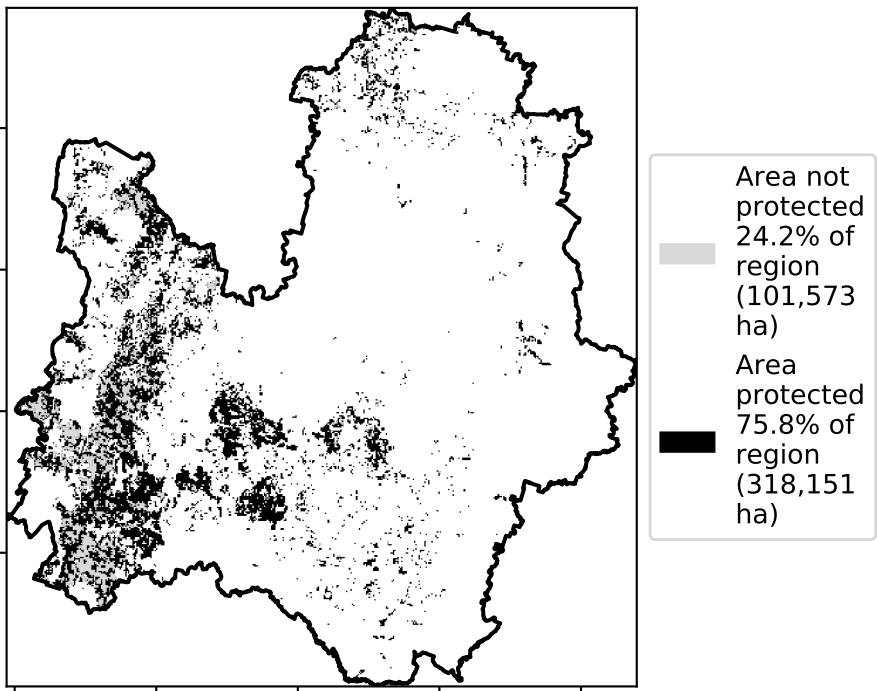 Area not
protected
24.2% of
region
(101,573
ha)
Area
protected
75.8% of
region
(318,151
ha)